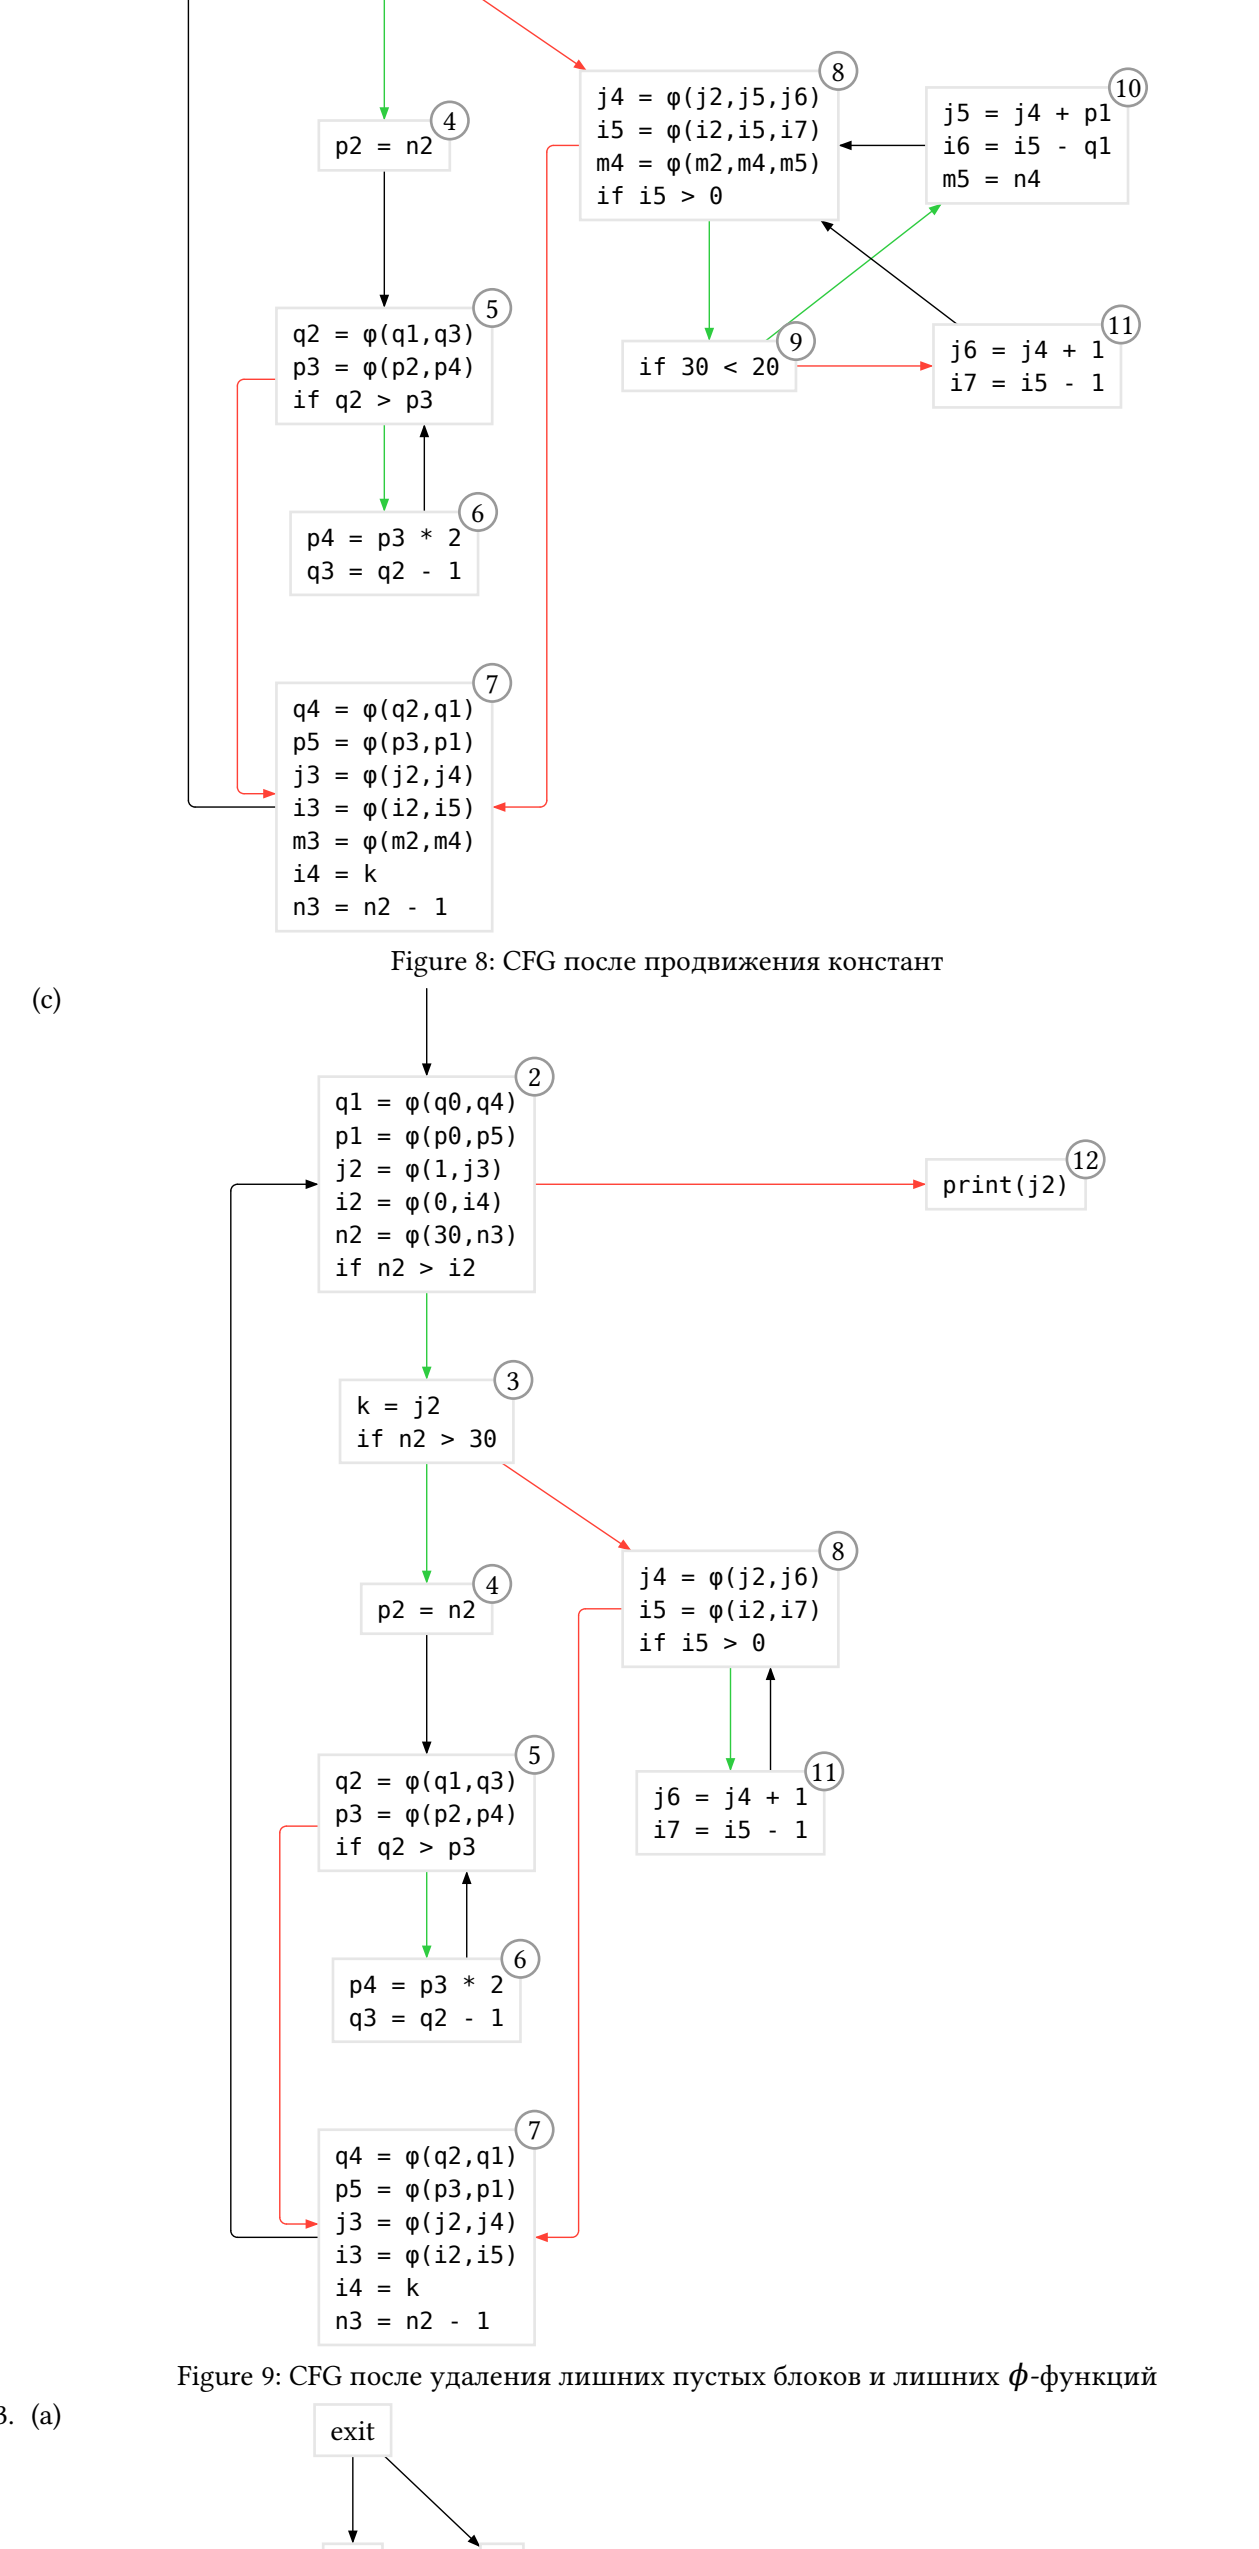 8
j4 = φ(j2,j5,j6)
i5 = φ(i2,i5,i7)
m4 = φ(m2,m4,m5)
if i5 > 0
10
j5 = j4 + p1
i6 = i5 - q1
m5 = n4
4
p2 = n2
5
q2 = φ(q1,q3)
p3 = φ(p2,p4)
if q2 > p3
9
if 30 < 20
11
j6 = j4 + 1
i7 = i5 - 1
6
p4 = p3 * 2
q3 = q2 - 1
7
q4 = φ(q2,q1)
p5 = φ(p3,p1)
j3 = φ(j2,j4)
i3 = φ(i2,i5)
m3 = φ(m2,m4)
i4 = k
n3 = n2 - 1
Figure 8: CFG после продвижения констант
(c)
2
q1 = φ(q0,q4)
p1 = φ(p0,p5)
j2 = φ(1,j3)
i2 = φ(0,i4)
n2 = φ(30,n3)
if n2 > i2
12
print(j2)
3
k = j2
if n2 > 30
4
p2 = n2
8
j4 = φ(j2,j6)
i5 = φ(i2,i7)
if i5 > 0
5
q2 = φ(q1,q3)
p3 = φ(p2,p4)
if q2 > p3
11
j6 = j4 + 1
i7 = i5 - 1
6
p4 = p3 * 2
q3 = q2 - 1
7
q4 = φ(q2,q1)
p5 = φ(p3,p1)
j3 = φ(j2,j4)
i3 = φ(i2,i5)
i4 = k
n3 = n2 - 1
Figure 9: CFG после удаления лишних пустых блоков и лишних ϕ-функций
3. (a)
exit